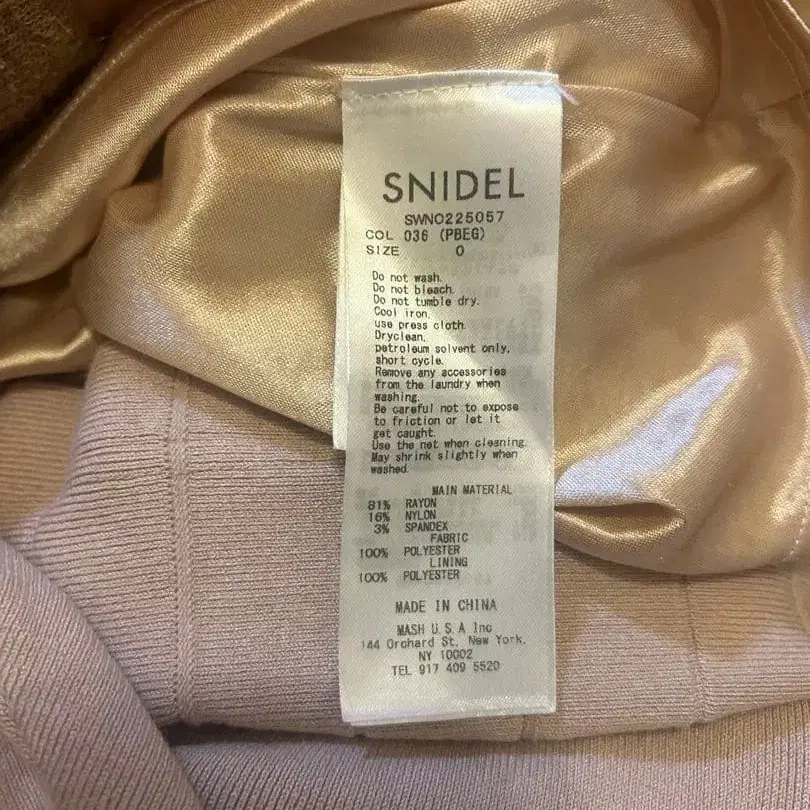 SNIDEL
SWNO225057
COL 036 (PBEG)
SIZE 0
Do not wash.
Do not bleach.
Do not tumble dry.
Cool iron,
use press cloth.
Dryclean,
petroleum solvent only,
short cycle.
Remove any accessories
from the laundry when
washing.
Be careful not to expose
to friction or let it
get caught.
Use the net when cleaning.
May shrink slightly when
washed.
MAIN MATERIAL
81% RAYON
16% NYLON
3% SPANDEX
FABRIC
100% POLYESTER
LINING
100% POLYESTER
MADE IN CHINA
MASH U.S.A Inc
144 Orchard St, New York.
NY 10002
TEL 917 409 5520